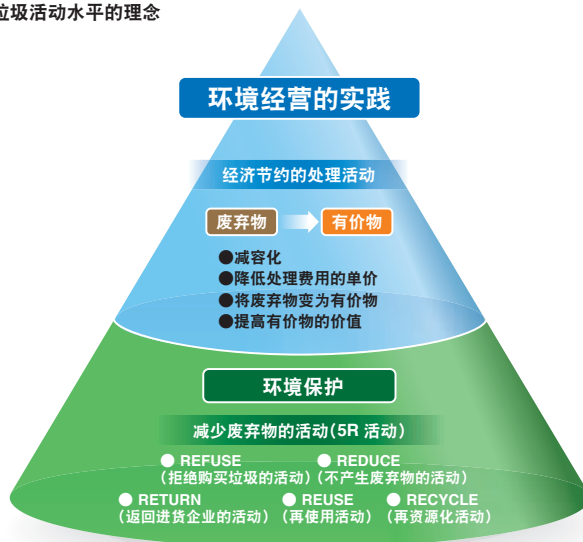 垃圾活动水平的理念
环境经营的实践
经济节约的处理活动
废弃物 有价物
●减容化
●降低处理费用的单价
●将废弃物变为有价物
●提高有价物的价值
环境保护
减少废弃物的活动(5R 活动)
● REFUSE ● REDUCE
(拒绝购买垃圾的活动) (不产生废弃物的活动)
● RETURN ● REUSE ● RECYCLE
(返回进货企业的活动) (再使用活动) (再资源化活动)